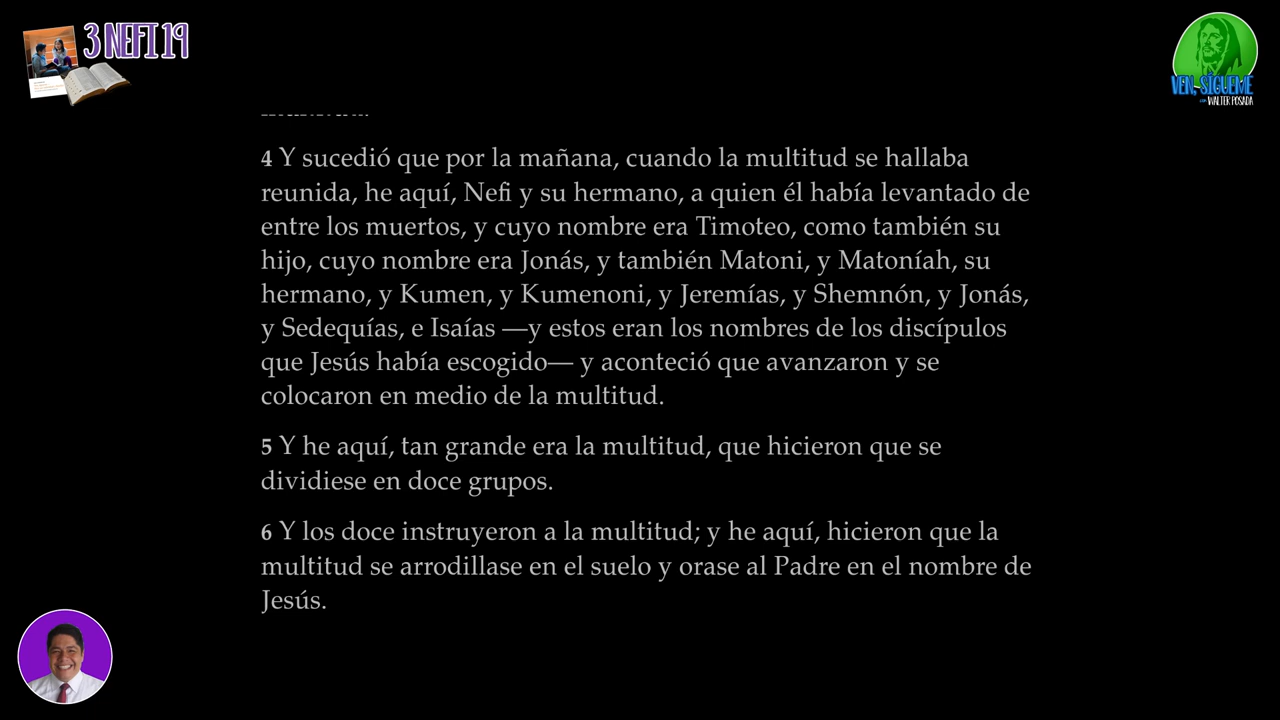 3 NEFI 19
VEN, SÍGUEME
CON WALTER POSADA
4 Y sucedió que por la mañana, cuando la multitud se hallaba
reunida, he aquí, Nefi y su hermano, a quien él había levantado de
entre los muertos, y cuyo nombre era Timoteo, como también su
hijo, cuyo nombre era Jonás, y también Matoni, y Matoníah, su
hermano, y Kumen, y Kumenoni, y Jeremías, y Shemnón, y Jonás,
y Sedequías, e Isaías —y estos eran los nombres de los discípulos
que Jesús había escogido— y aconteció que avanzaron y se
colocaron en medio de la multitud.
5 Y he aquí, tan grande era la multitud, que hicieron que se
dividiese en doce grupos.
6 Y los doce instruyeron a la multitud; y he aquí, hicieron que la
multitud se arrodillase en el suelo y orase al Padre en el nombre de
Jesús.